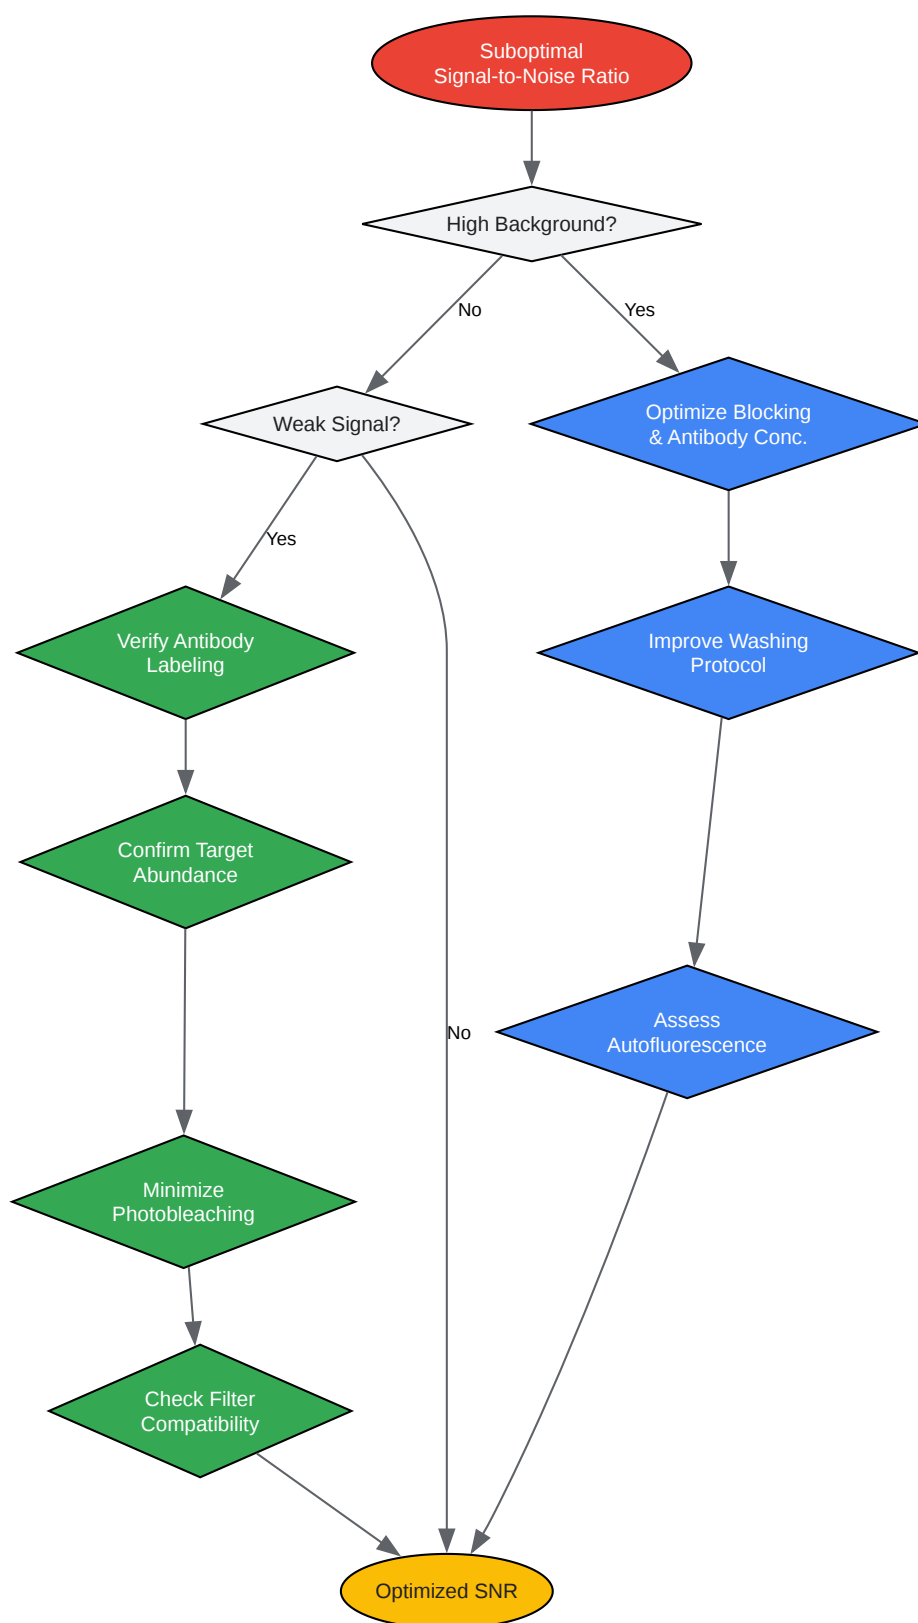 Suboptimal
Signal-to-Noise Ratio
High Background?
No
Yes
Weak Signal?
Optimize Blocking
& Antibody Conc.
Yes
Verify Antibody
Labeling
Improve Washing
Protocol
Confirm Target
Abundance
No
Assess
Autofluorescence
Minimize
Photobleaching
Check Filter
Compatibility
Optimized SNR